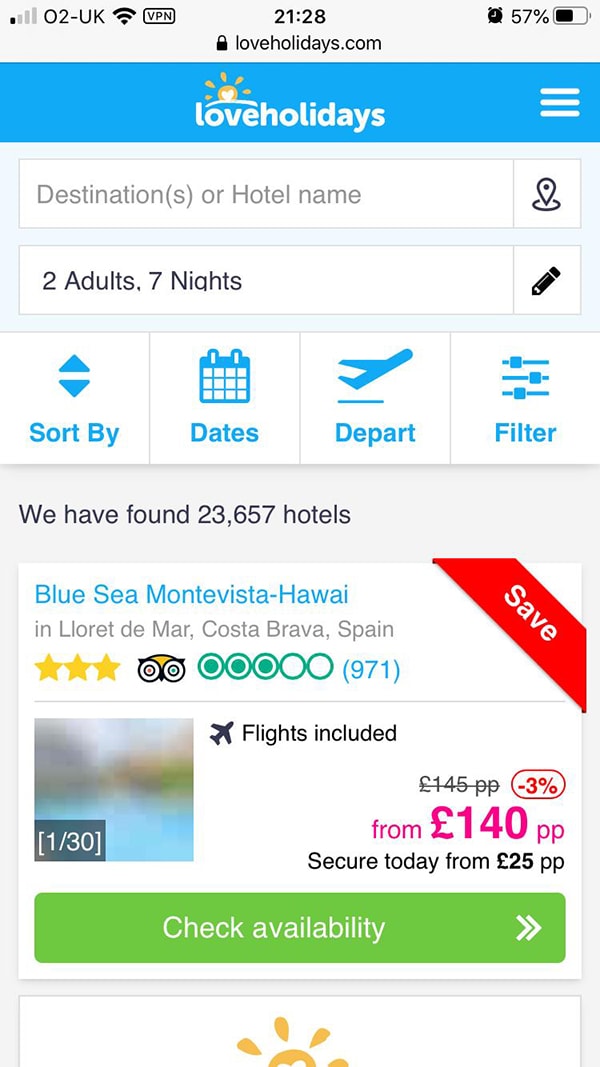 O2-UK VPN 21:28 57%
loveholidays.com
loveholidays
Destination(s) or Hotel name
2 Adults, 7 Nights
Sort By Dates Depart Filter
We have found 23,657 hotels
Save
Blue Sea Montevista-Hawai
in Lloret de Mar, Costa Brava, Spain
(971)
Flights included
£145 pp -3%
from £140 pp
[1/30]
Secure today from £25 pp
Check availability